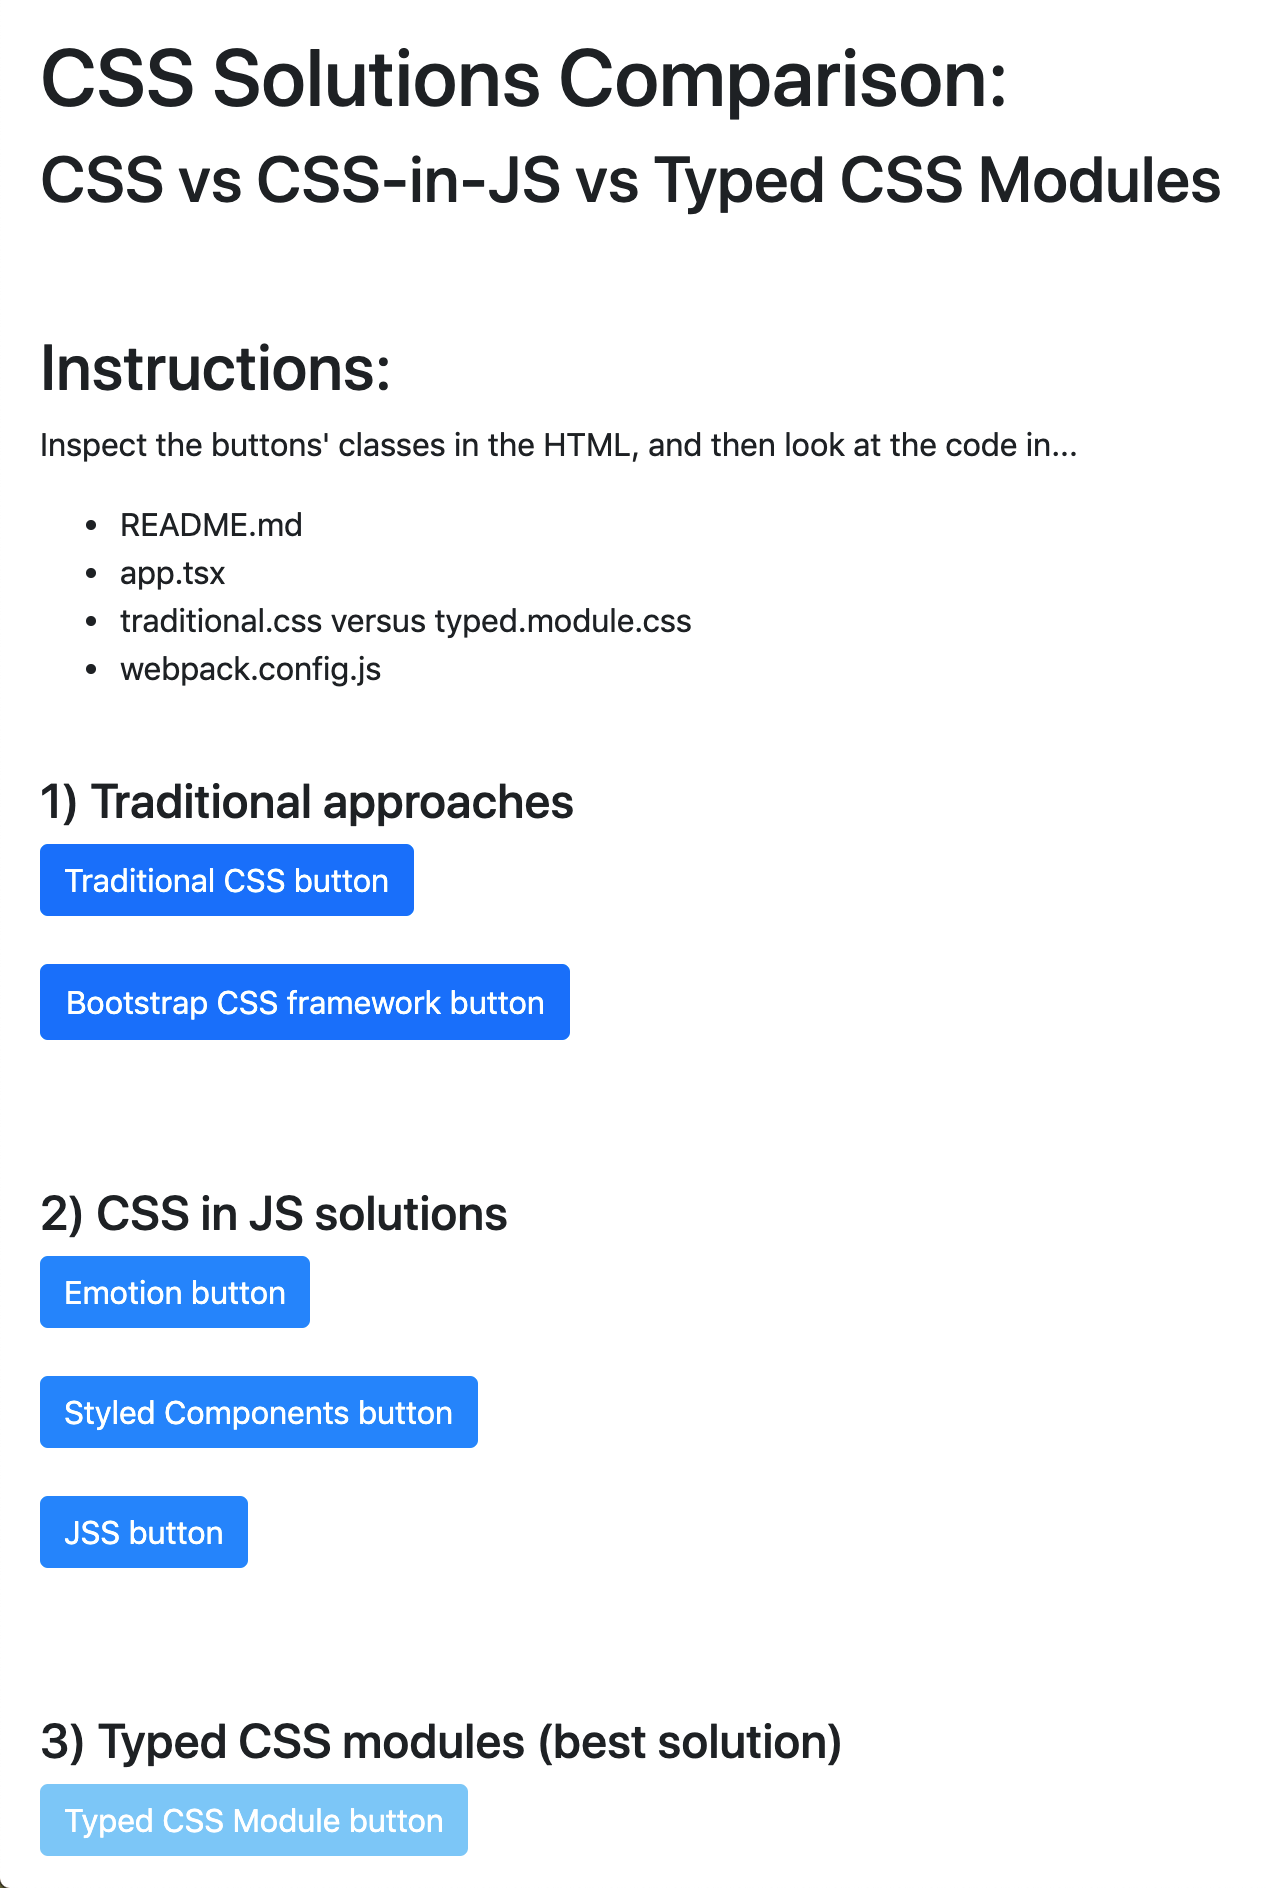 CSS Solutions Comparison:
CSS vs CSS-in-JS vs Typed CSS Modules
Instructions:
Inspect the buttons' classes in the HTML, and then look at the code in...
• README.md
• app.tsx
• traditional.css versus typed.module.css
• webpack.config.js
1) Traditional approaches
Traditional CSS button
Bootstrap CSS framework button
2) CSS in JS solutions
Emotion button
Styled Components button
JSS button
3) Typed CSS modules (best solution)
Typed CSS Module button